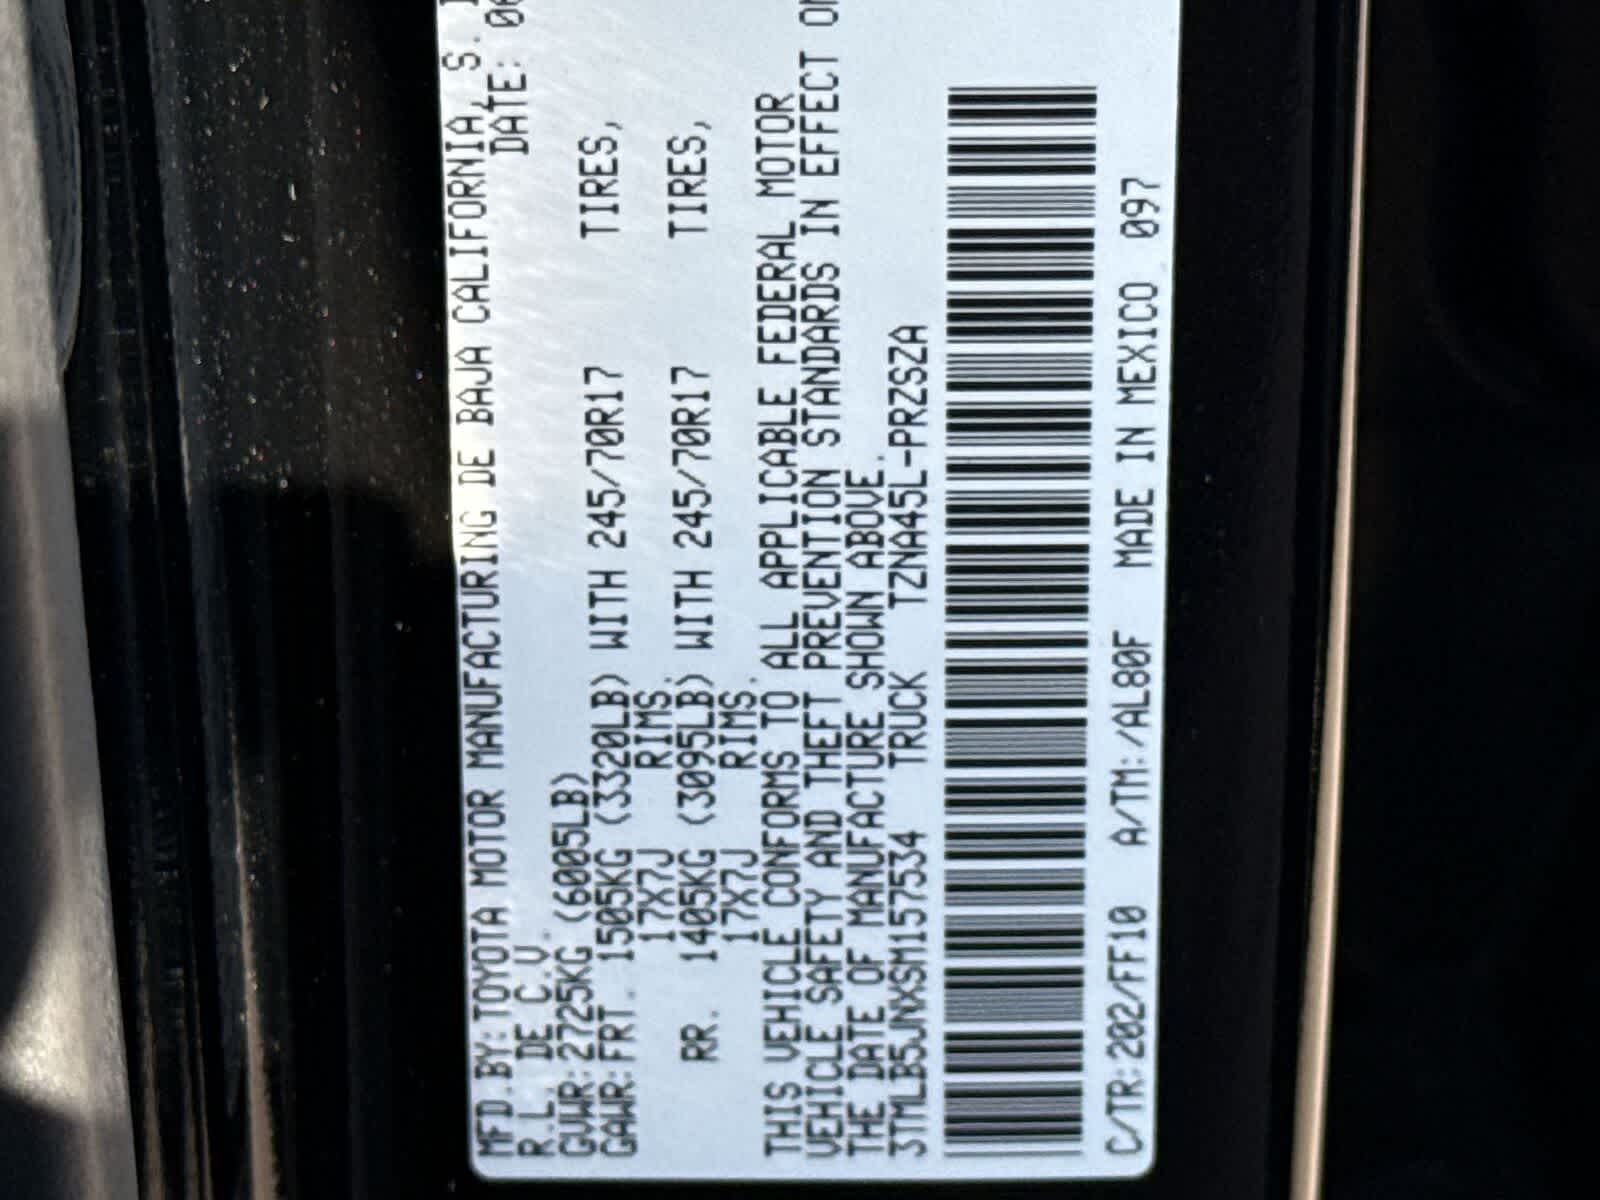 MFD.BY:TOYOTA MOTOR MANUFACTURING DE BAJA CALIFORNIA, S.
R.L. DE C.V. DATE: 06
GVWR:2725KG (6005LB)
GAWR:FRT. 1505KG (3320LB) WITH 245/70R17 TIRES,
17X7J RIMS.
RR. 1405KG (3095LB) WITH 245/70R17 TIRES,
17X7J RIMS.
THIS VEHICLE CONFORMS TO ALL APPLICABLE FEDERAL MOTOR
VEHICLE SAFETY AND THEFT PREVENTION STANDARDS IN EFFECT ON
THE DATE OF MANUFACTURE SHOWN ABOVE.
3TMLB5JNXSM157534 TRUCK TZNA45L-PRZSZA
C/TR:202/FF10 A/TM:/AL80F MADE IN MEXICO 097